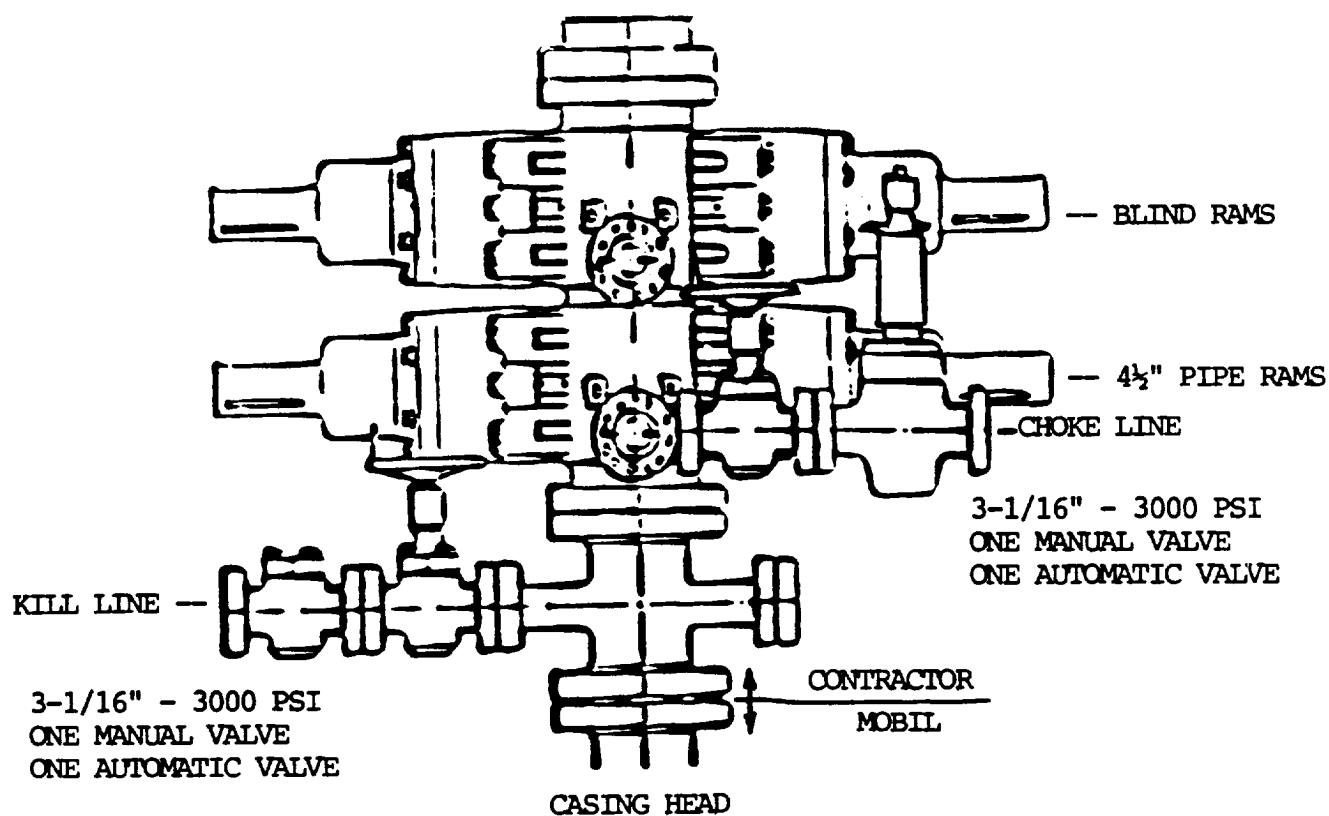 BLIND RAMS
4½" PIPE RAMS
CHOKE LINE
3-1/16" - 3000 PSI
ONE MANUAL VALVE
ONE AUTOMATIC VALVE
KILL LINE
3-1/16" - 3000 PSI
ONE MANUAL VALVE
ONE AUTOMATIC VALVE
CONTRACTOR
MOBIL
CASING HEAD